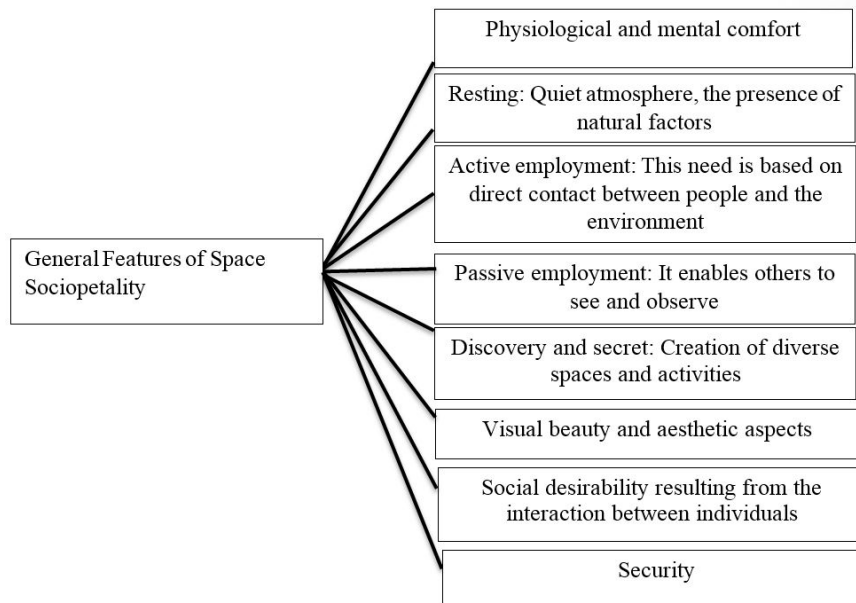 General Features of Space
Sociopetality
Physiological and mental comfort
Resting: Quiet atmosphere, the presence of
natural factors
Active employment: This need is based on
direct contact between people and the
environment
Passive employment: It enables others to
see and observe
Discovery and secret: Creation of diverse
spaces and activities
Visual beauty and aesthetic aspects
Social desirability resulting from the
interaction between individuals
Security